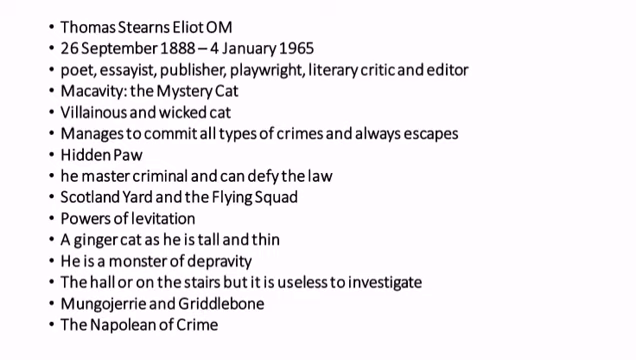 • Thomas Stearns Eliot OM
• 26 September 1888 – 4 January 1965
• poet, essayist, publisher, playwright, literary critic and editor
• Macavity: the Mystery Cat
• Villainous and wicked cat
• Manages to commit all types of crimes and always escapes
• Hidden Paw
• he master criminal and can defy the law
• Scotland Yard and the Flying Squad
• Powers of levitation
• A ginger cat as he is tall and thin
• He is a monster of depravity
• The hall or on the stairs but it is useless to investigate
• Mungojerrie and Griddlebone
• The Napolean of Crime